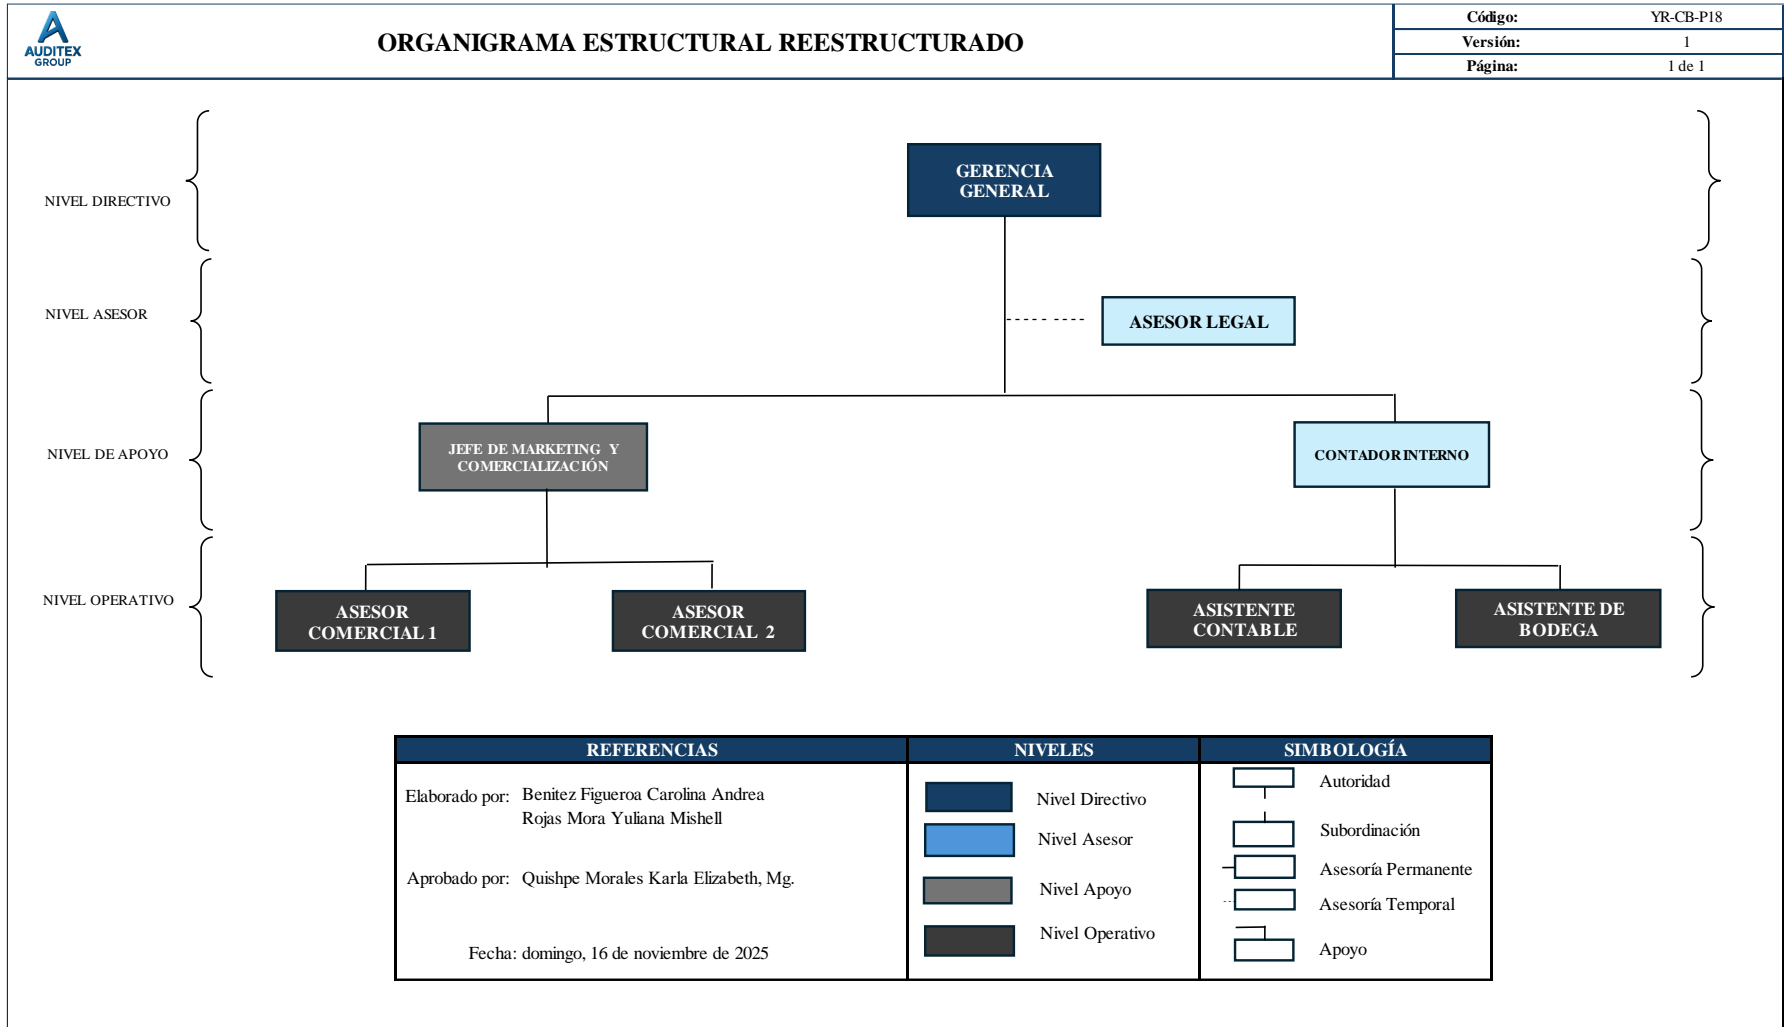 AUDITEX
GROUP
ORGANIGRAMA ESTRUCTURAL REESTRUCTURADO
Código: YR-CB-P18
Versión: 1
Página: 1 de 1
NIVEL DIRECTIVO
GERENCIA
GENERAL
NIVEL ASESOR
ASESOR LEGAL
NIVEL DE APOYO
JEFE DE MARKETING Y
COMERCIALIZACIÓN
CONTADOR INTERNO
NIVEL OPERATIVO
ASESOR
COMERCIAL 1
ASESOR
COMERCIAL 2
ASISTENTE
CONTABLE
ASISTENTE DE
BODEGA
REFERENCIAS
Elaborado por: Benitez Figueroa Carolina Andrea
Rojas Mora Yuliana Mishell
Aprobado por: Quishpe Morales Karla Elizabeth, Mg.
Fecha: domingo, 16 de noviembre de 2025
NIVELES
Nivel Directivo
Nivel Asesor
Nivel Apoyo
Nivel Operativo
SIMBOLOGÍA
Autoridad
Subordinación
Asesoría Permanente
Asesoría Temporal
Apoyo